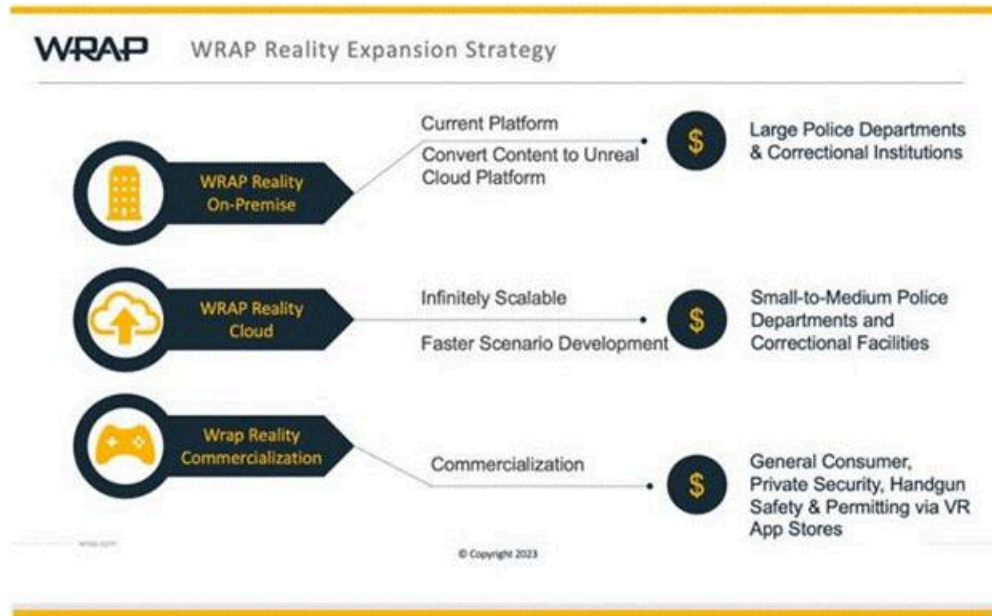 WRAP
WRAP Reality Expansion Strategy
WRAP Reality
On-Premise
Current Platform
Convert Content to Unreal
Cloud Platform
$
Large Police Departments
& Correctional Institutions
WRAP Reality
Cloud
Infinitely Scalable
Faster Scenario Development
$
Small-to-Medium Police
Departments and
Correctional Facilities
Wrap Reality
Commercialization
Commercialization
$
General Consumer,
Private Security, Handgun
Safety & Permitting via VR
App Stores
wrap.com
© Copyright 2023